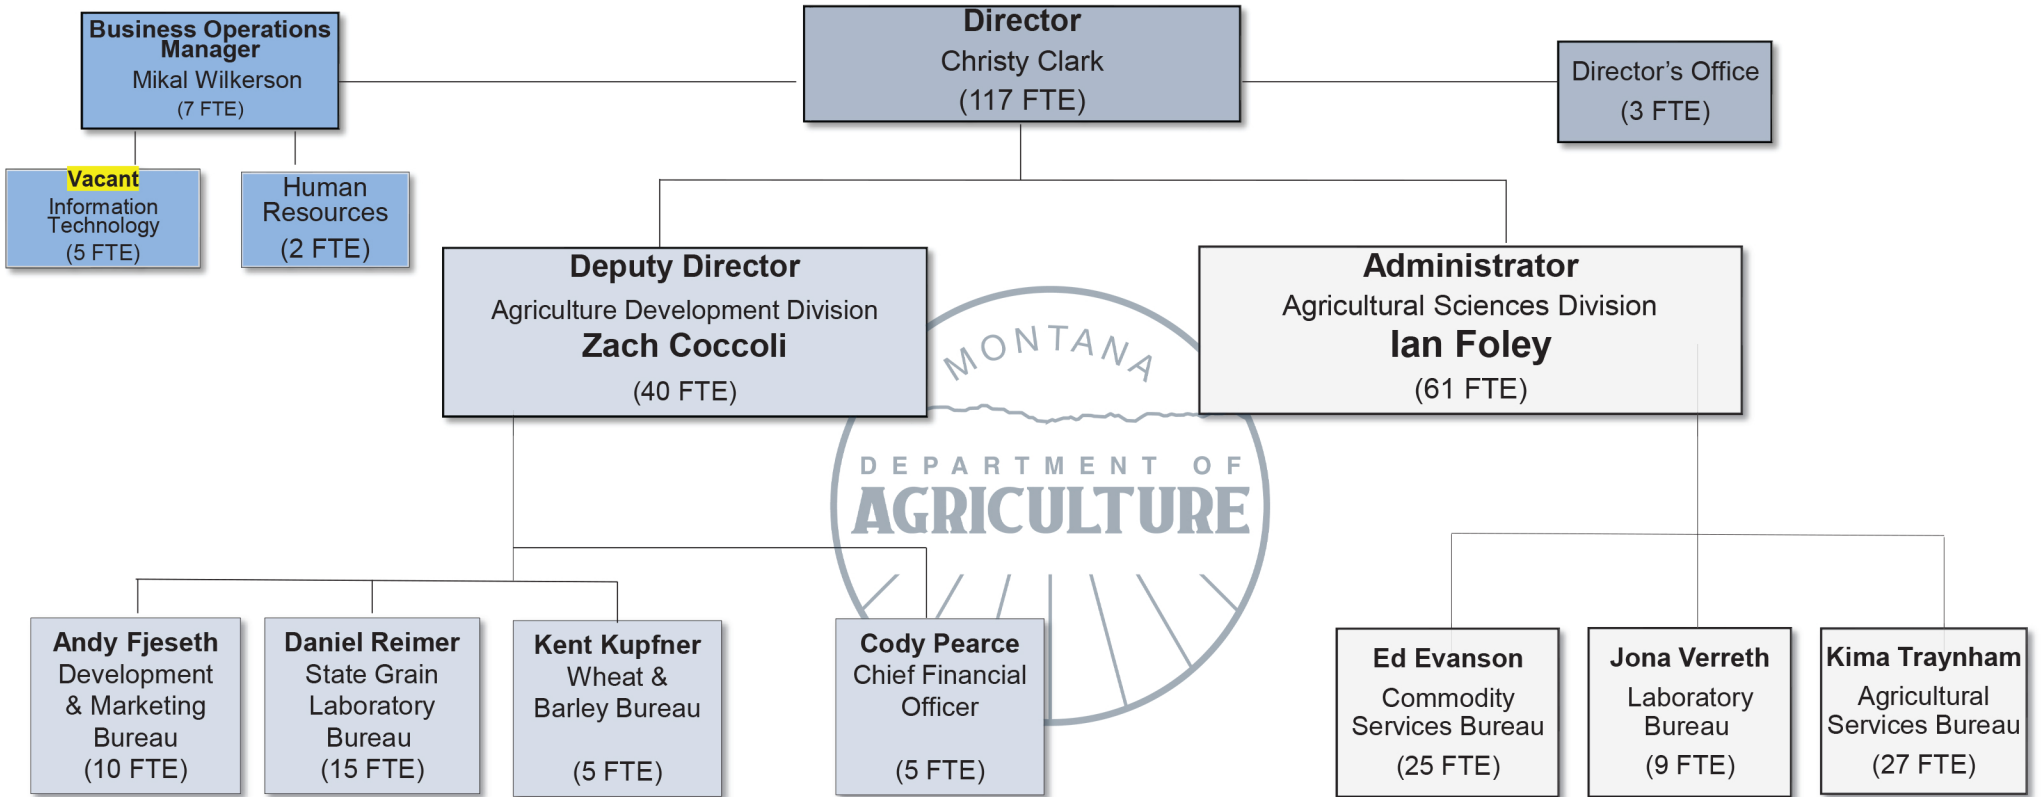 Business Operations
Manager
Mikal Wilkerson
(7 FTE)
Director
Christy Clark
(117 FTE)
Director’s Office
(3 FTE)
Vacant
Information
Technology
(5 FTE)
Human
Resources
(2 FTE)
Deputy Director
Agriculture Development Division
Zach Coccoli
(40 FTE)
Administrator
Agricultural Sciences Division
Ian Foley
(61 FTE)
MONTANA
DEPARTMENT OF
AGRICULTURE
Andy Fjeseth
Development
& Marketing
Bureau
(10 FTE)
Daniel Reimer
State Grain
Laboratory
Bureau
(15 FTE)
Kent Kupfner
Wheat &
Barley Bureau
(5 FTE)
Cody Pearce
Chief Financial
Officer
(5 FTE)
Ed Evanson
Commodity
Services Bureau
(25 FTE)
Jona Verreth
Laboratory
Bureau
(9 FTE)
Kima Traynham
Agricultural
Services Bureau
(27 FTE)